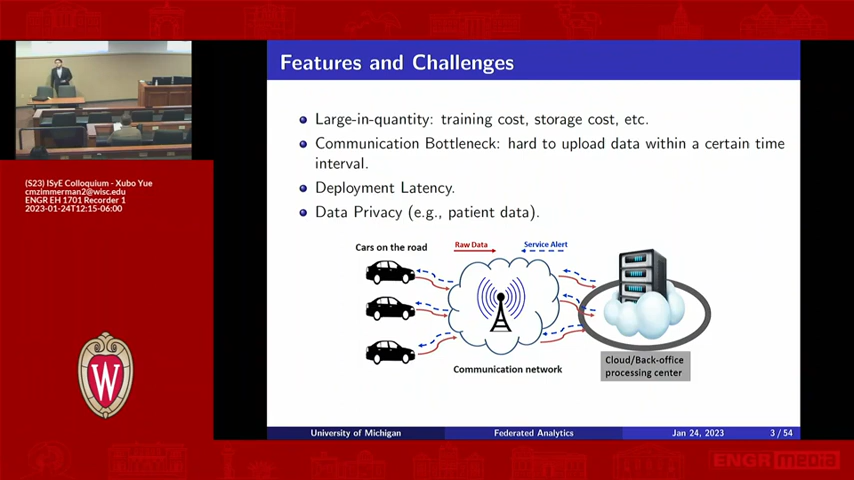 Features and Challenges
Large-in-quantity: training cost, storage cost, etc.
Communication Bottleneck: hard to upload data within a certain time
interval.
Deployment Latency.
Data Privacy (e.g., patient data).
Cars on the road
Raw Data
Service Alert
Communication network
Cloud/Back-office
processing center
University of Michigan
Federated Analytics
Jan 24, 2023
3 / 54
(S23) ISyE Colloquium - Xubo Yue
cmzimmerman2@wisc.edu
ENGR EH 1701 Recorder 1
2023-01-24T12:15-06:00
W
ENGR media